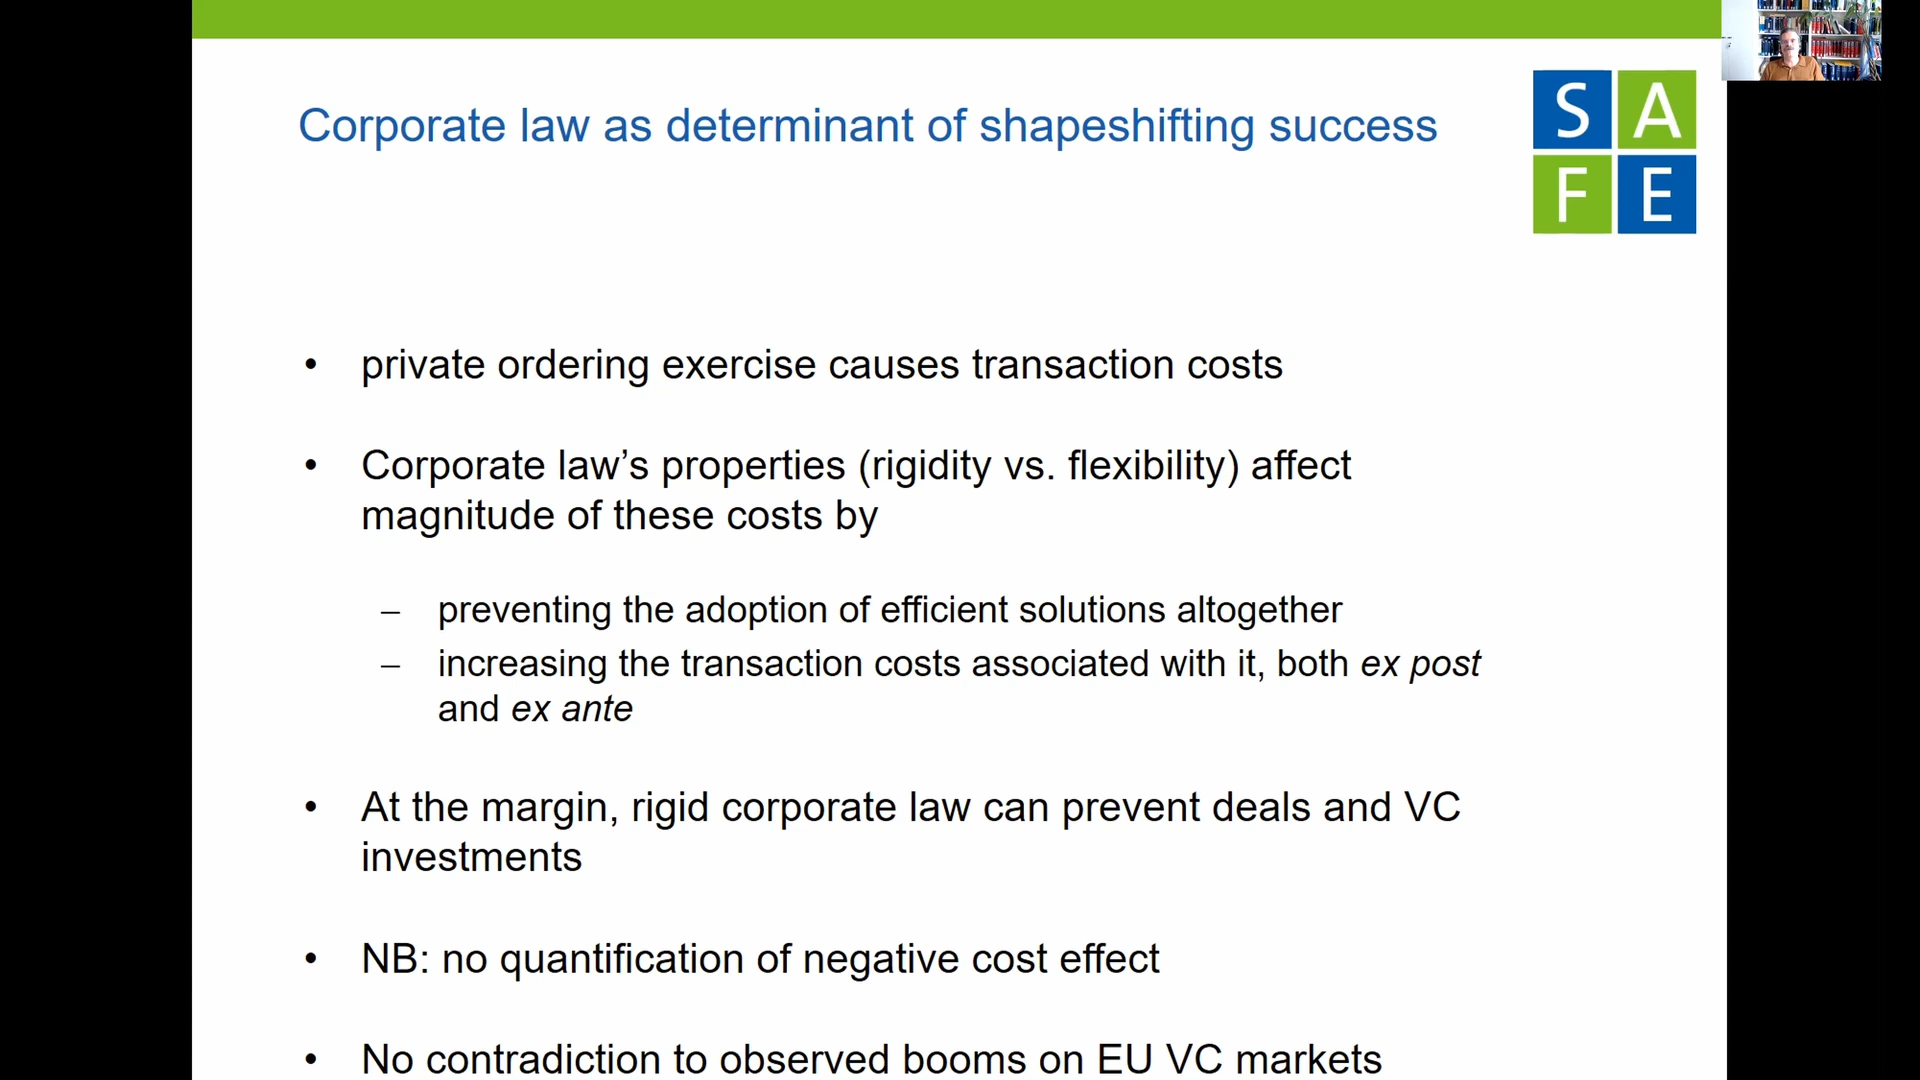 Corporate law as determinant of shapeshifting success
S A
F E
• private ordering exercise causes transaction costs
• Corporate law’s properties (rigidity vs. flexibility) affect
magnitude of these costs by
– preventing the adoption of efficient solutions altogether
– increasing the transaction costs associated with it, both ex post
and ex ante
• At the margin, rigid corporate law can prevent deals and VC
investments
• NB: no quantification of negative cost effect
• No contradiction to observed booms on EU VC markets